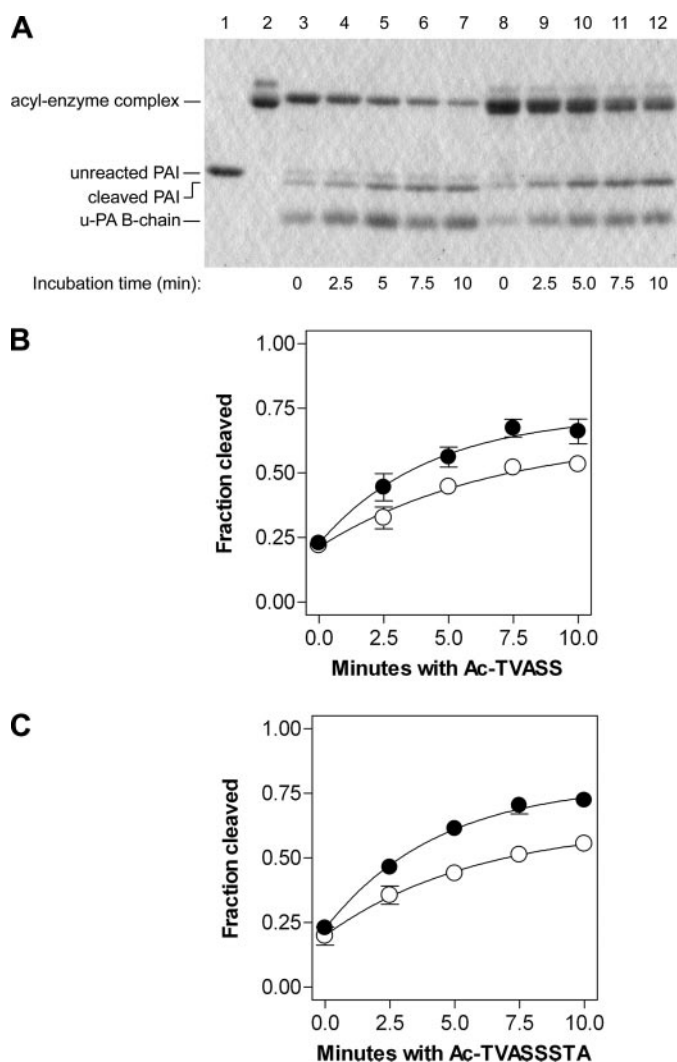 A
1 2 3 4 5 6 7 8 9 10 11 12
acyl-enzyme complex
unreacted PAI
cleaved PAI
u-PA B-chain
Incubation time (min): 0 2.5 5 7.5 10 0 2.5 5.0 7.5 10
B
1.00
0.75
0.50
0.25
0.00
Fraction cleaved
0.0 2.5 5.0 7.5 10.0
Minutes with Ac-TVASS
C
1.00
0.75
0.50
0.25
0.00
Fraction cleaved
0.0 2.5 5.0 7.5 10.0
Minutes with Ac-TVASSSTA